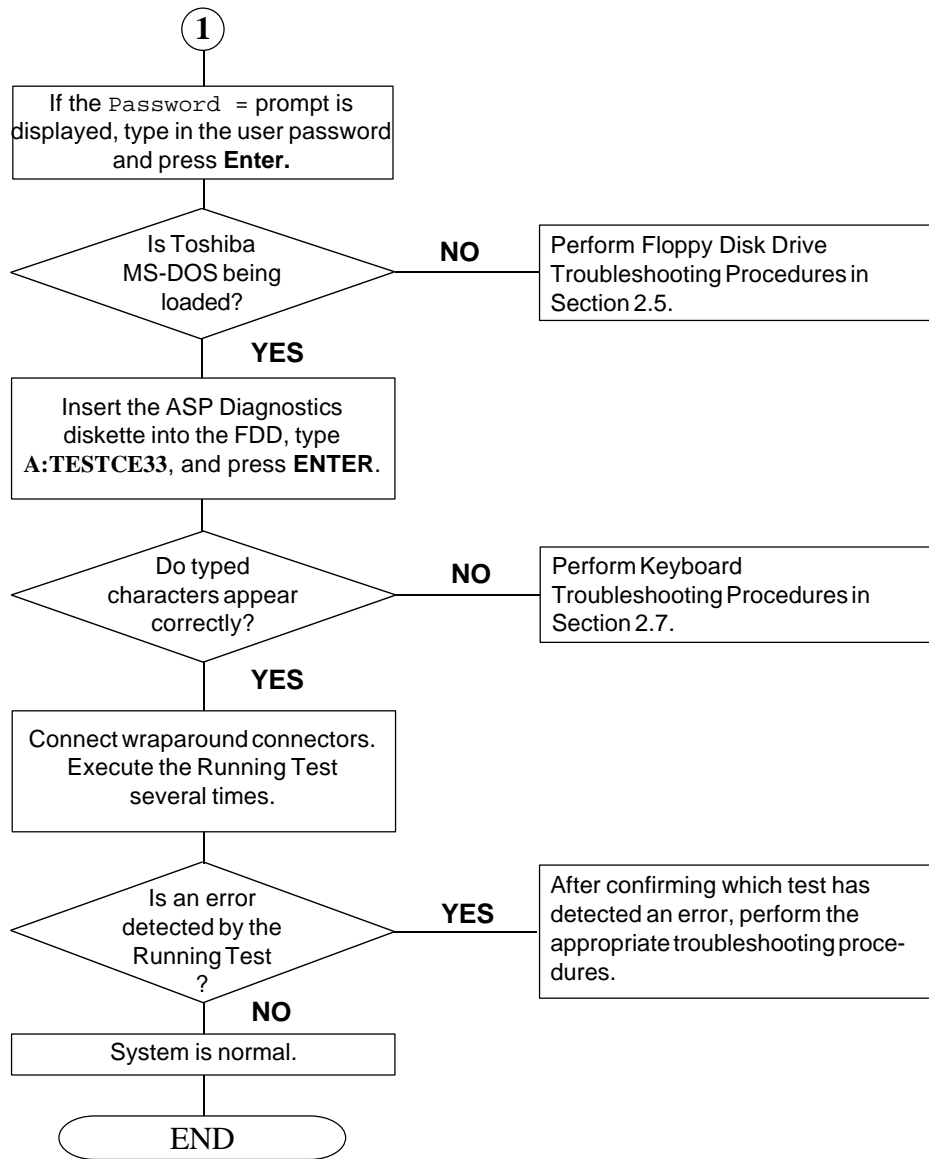 1
If the Password = prompt is
displayed, type in the user password
and press Enter.
Is Toshiba
MS-DOS being
loaded?
NO
Perform Floppy Disk Drive
Troubleshooting Procedures in
Section 2.5.
YES
Insert the ASP Diagnostics
diskette into the FDD, type
A:TESTCE33, and press ENTER.
Do typed
characters appear
correctly?
NO
Perform Keyboard
Troubleshooting Procedures in
Section 2.7.
YES
Connect wraparound connectors.
Execute the Running Test
several times.
Is an error
detected by the
Running Test
?
YES
After confirming which test has
detected an error, perform the
appropriate troubleshooting proce-
dures.
NO
System is normal.
END